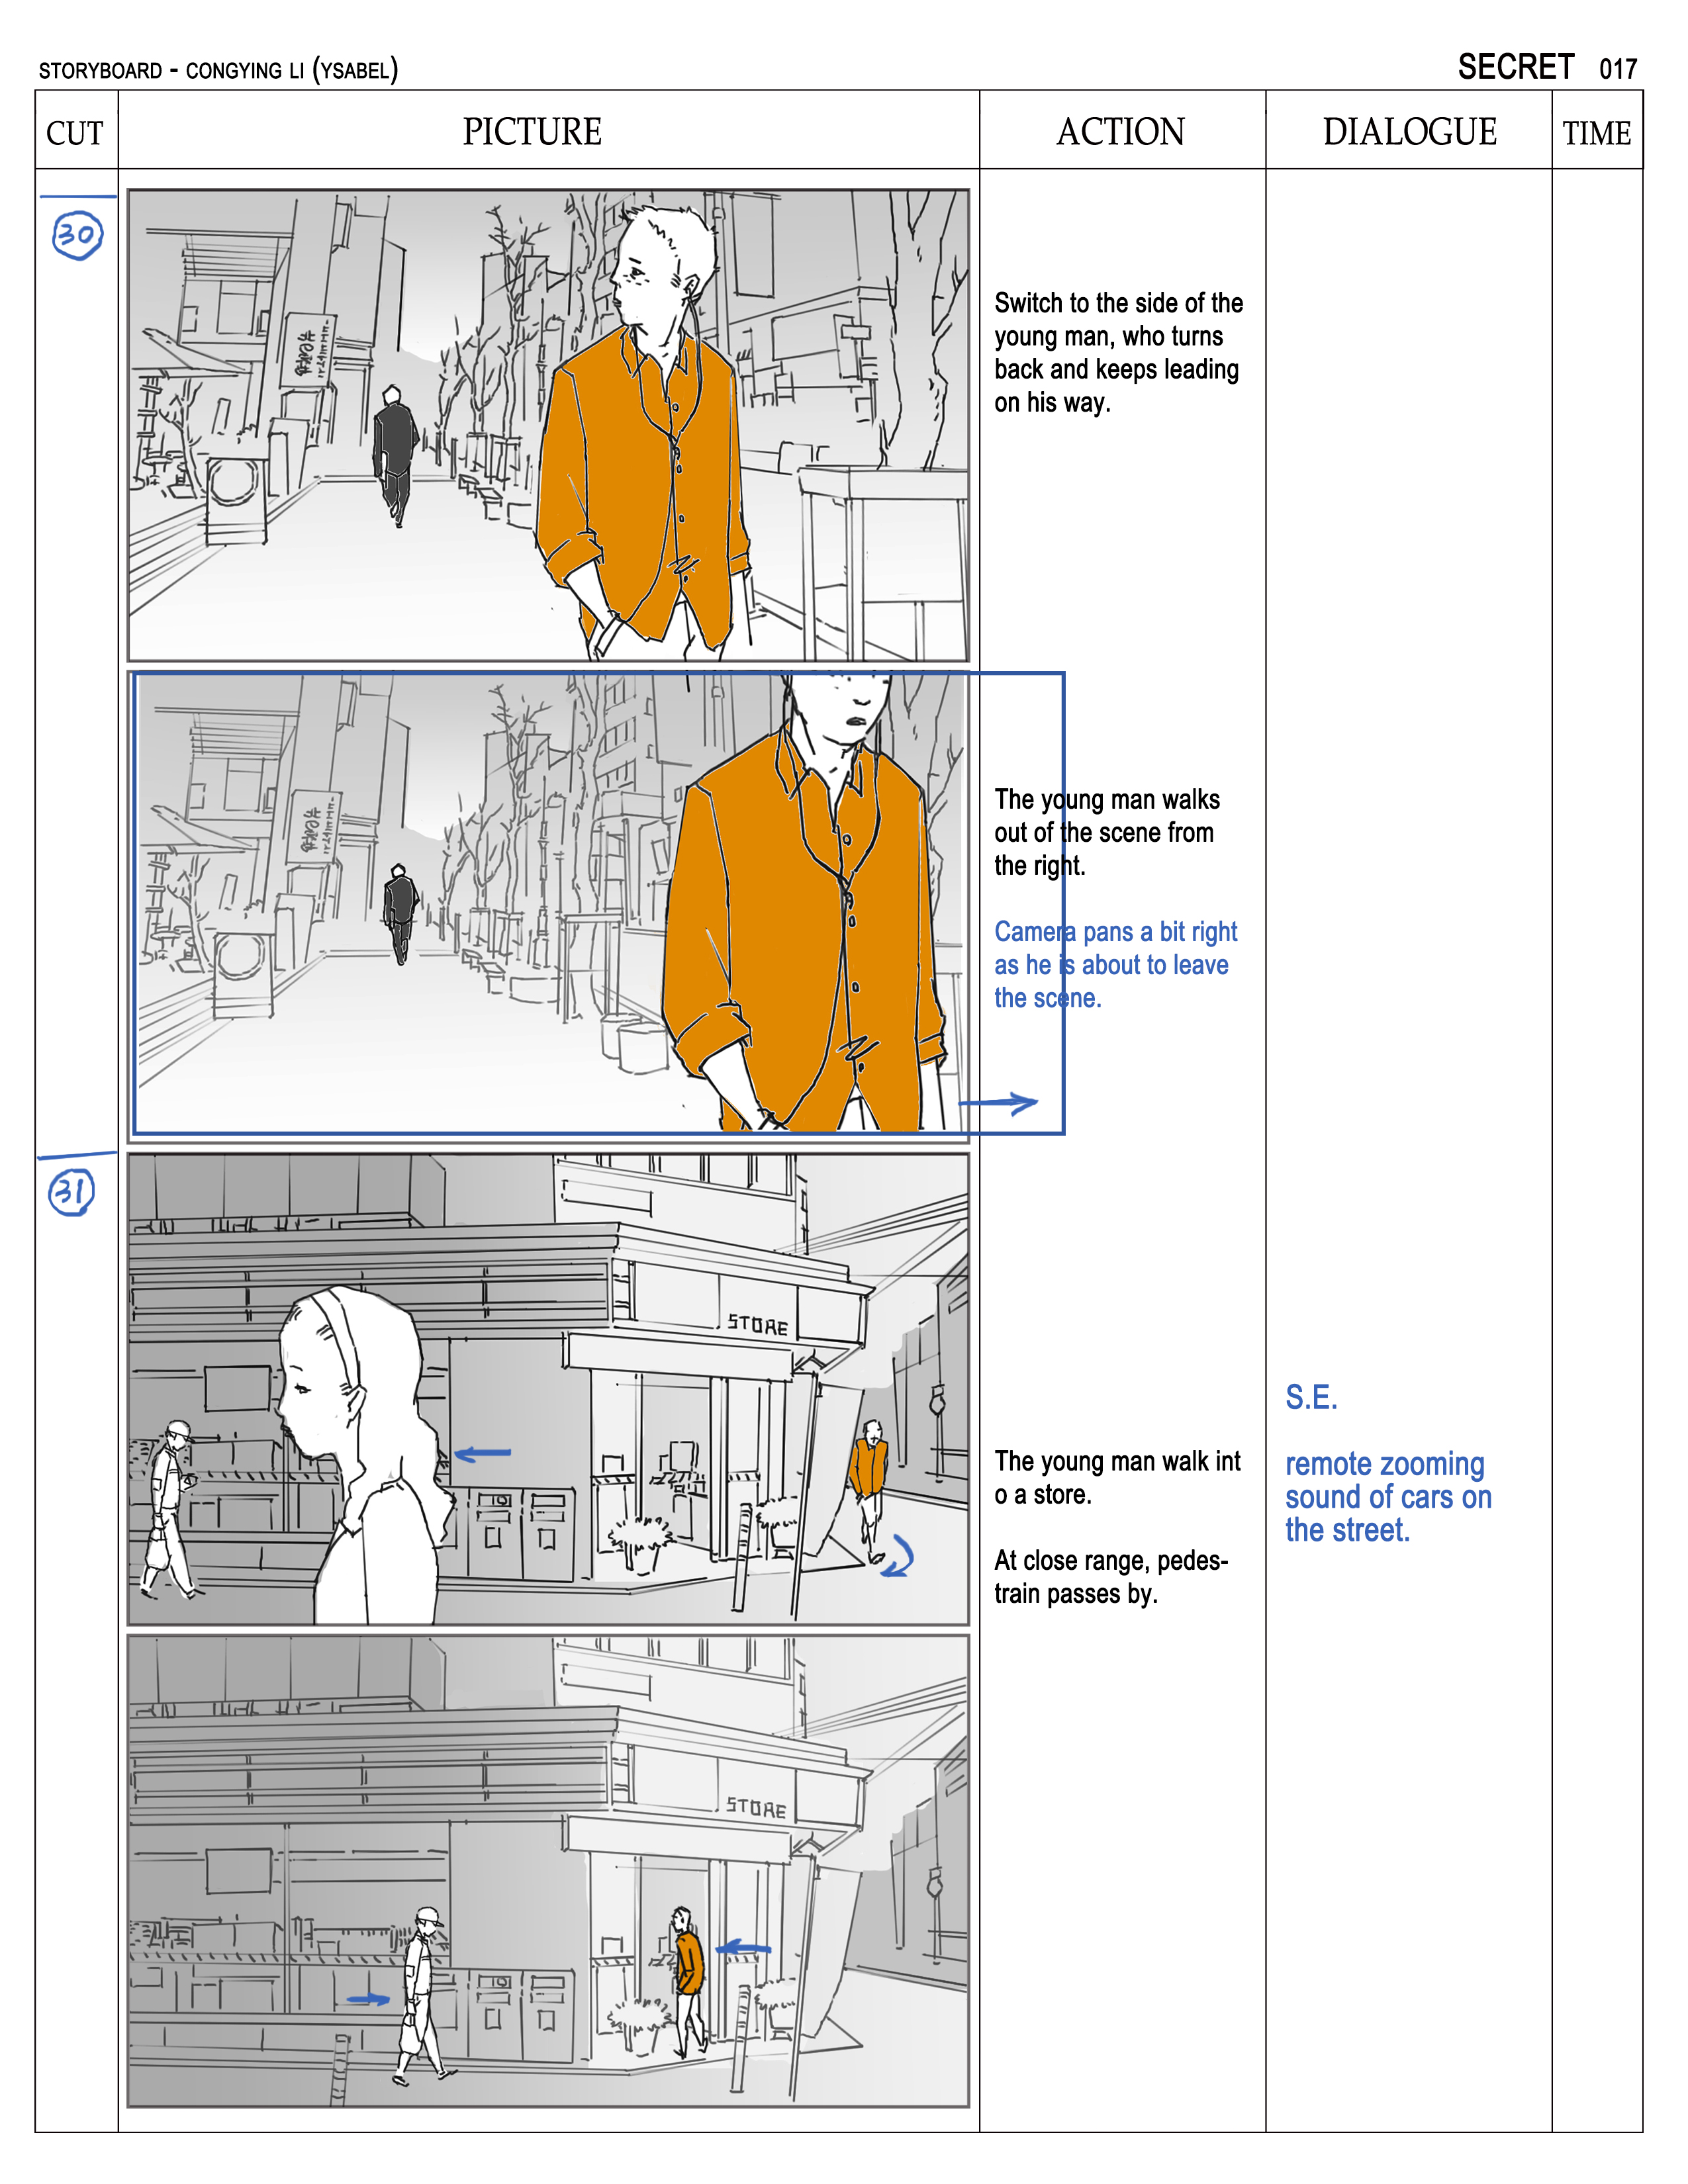 STORYBOARD - CONGYING LI (YSABEL)
SECRET 017
CUT
PICTURE
ACTION
DIALOGUE
TIME
30
Switch to the side of the
young man, who turns
back and keeps leading
on his way.
The young man walks
out of the scene from
the right.
Camera pans a bit right
as he is about to leave
the scene.
31
STORE
The young man walk int
o a store.
At close range, pedes-
train passes by.
S.E.
remote zooming
sound of cars on
the street.
STORE